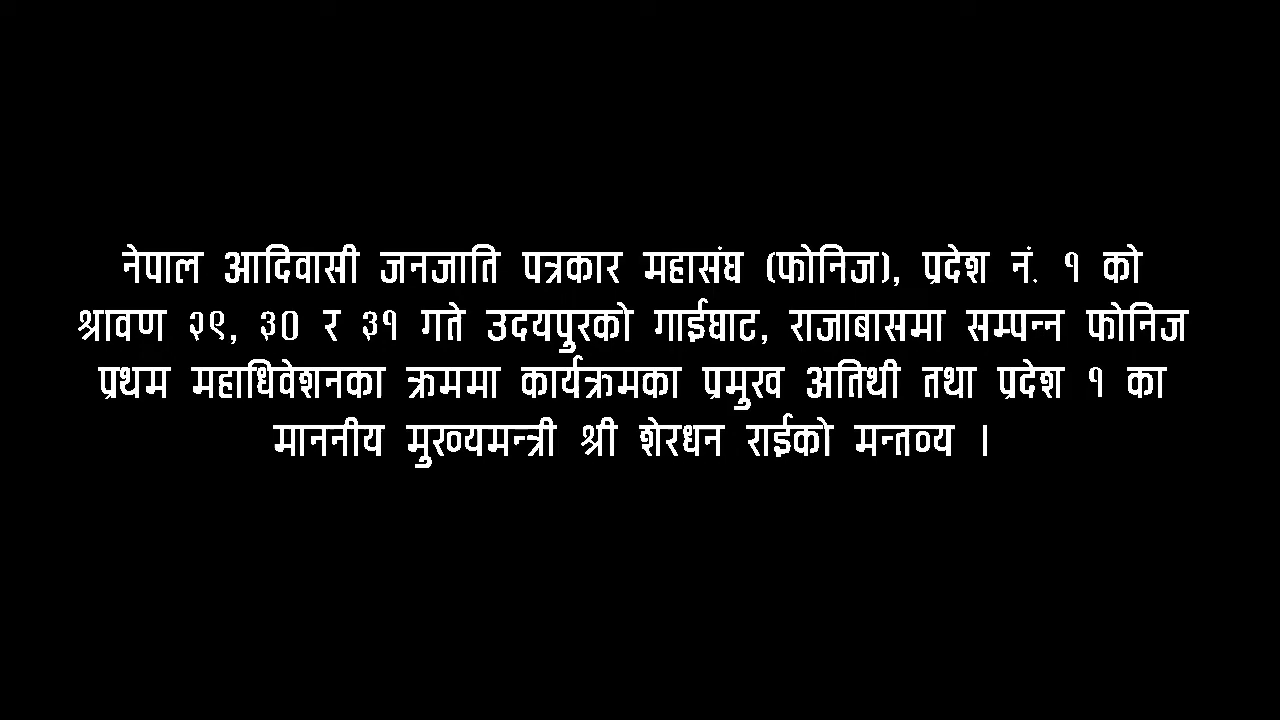 नेपाल आदिवासी जनजाति पत्रकार महासंघ (फोनिज), प्रदेश नं. १ को
श्रावण २९, ३० र ३१ गते उदयपुरको गाईघाट, राजाबासमा सम्पन्न फोनिज
प्रथम महाधिवेशनका क्रममा कार्यक्रमका प्रमुख अतिथी तथा प्रदेश १ का
माननीय मुख्यमन्त्री श्री शेरधन राईको मन्तव्य ।